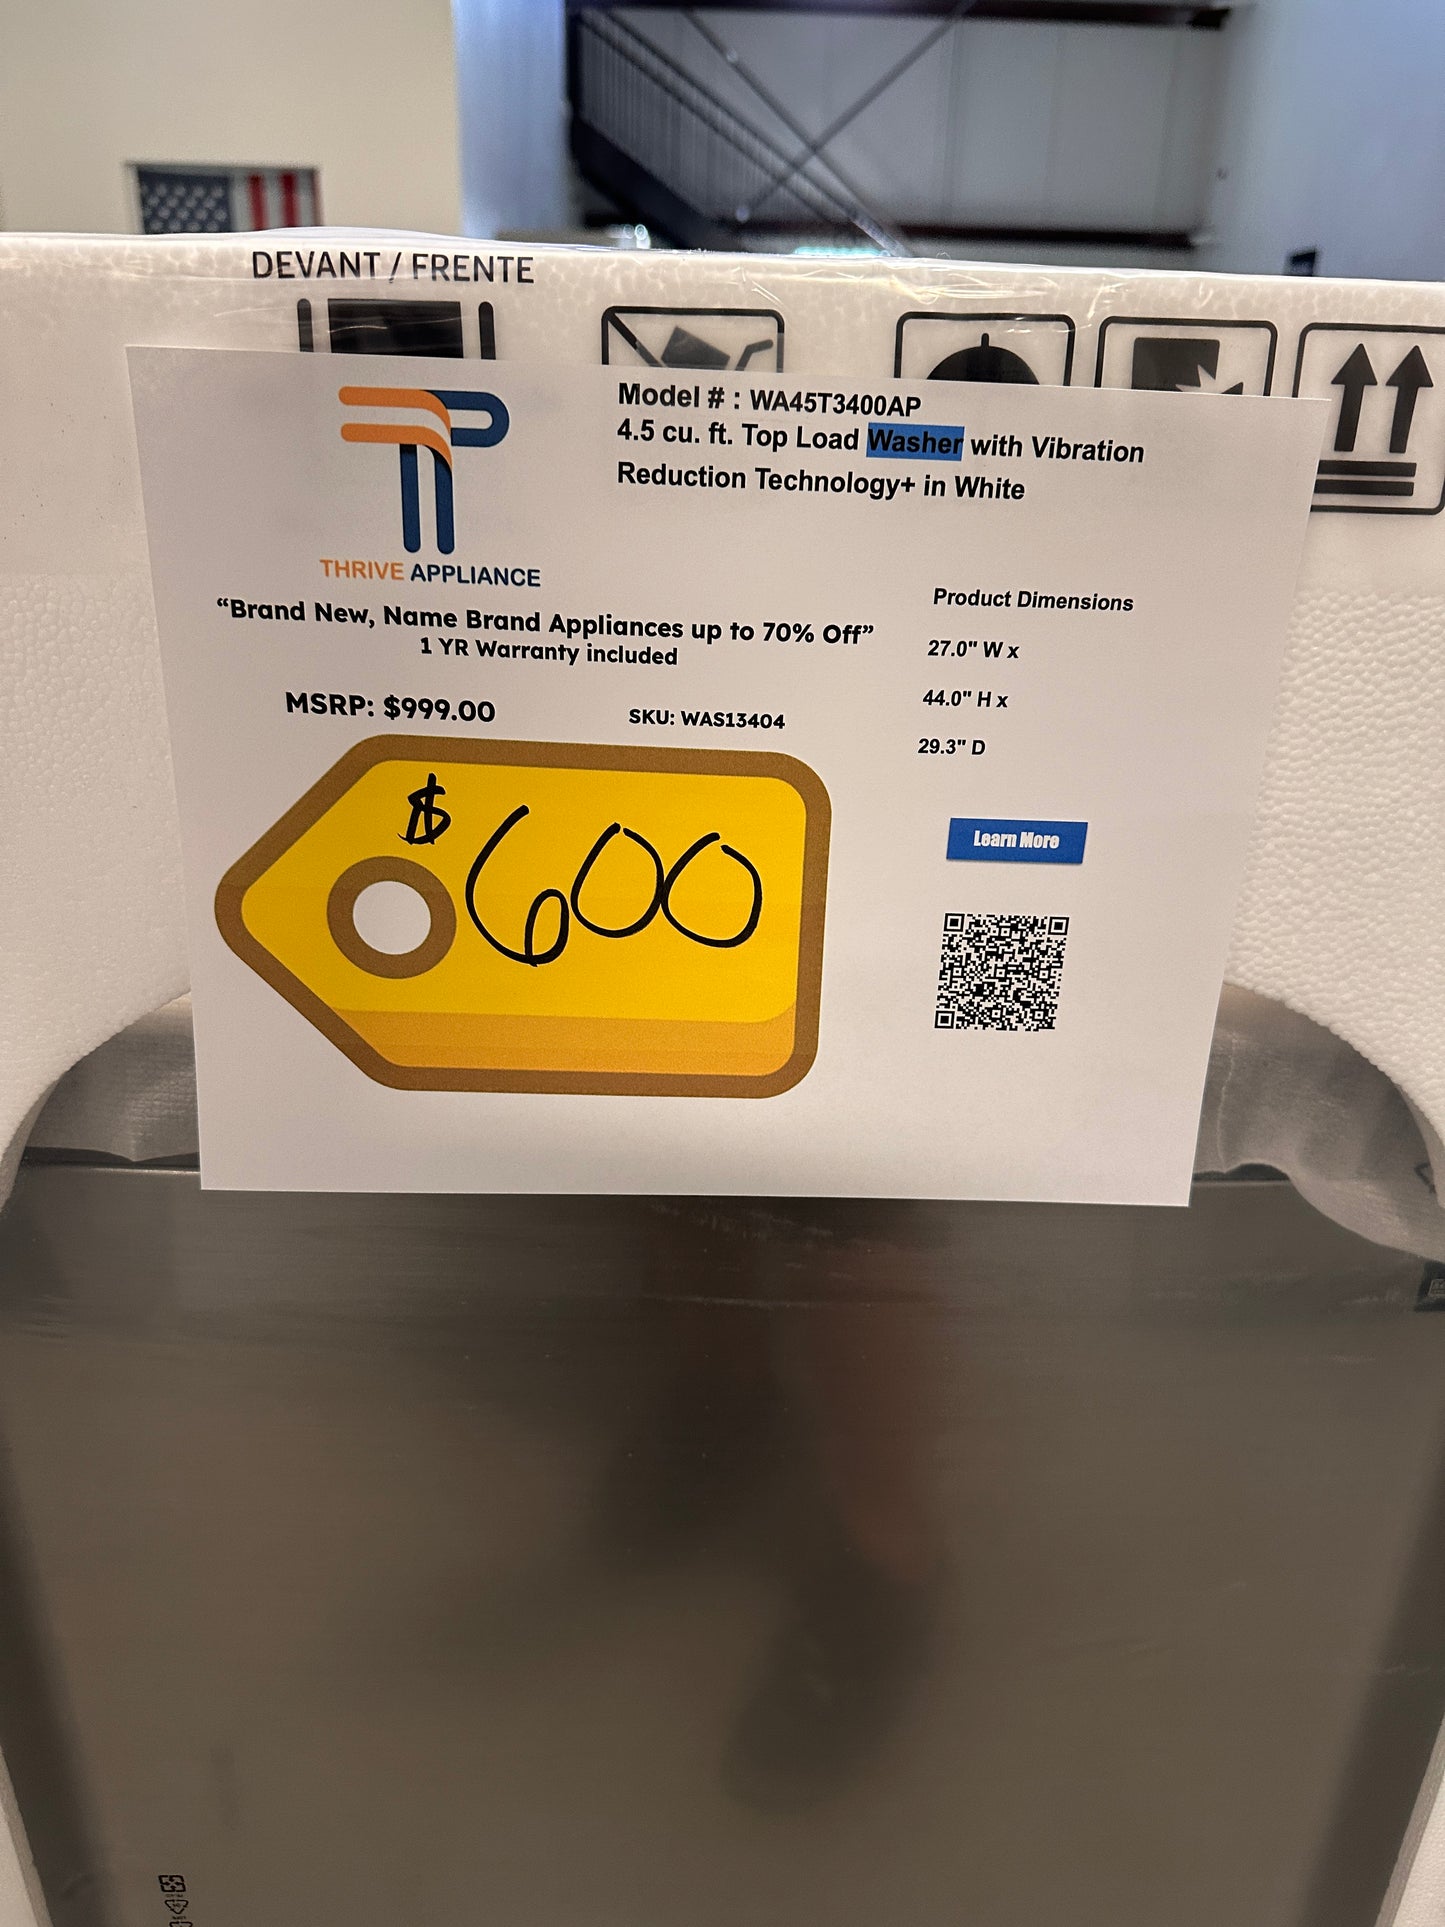 DEVANT / FRENTE
Model # : WA45T3400AP
4.5 cu. ft. Top Load Washer with Vibration
Reduction Technology+ in White
THRIVE APPLIANCE
“Brand New, Name Brand Appliances up to 70% Off”
1 YR Warranty included
MSRP: $999.00
SKU: WAS13404
Product Dimensions
27.0" W x
44.0" H x
29.3" D
$600
Learn More